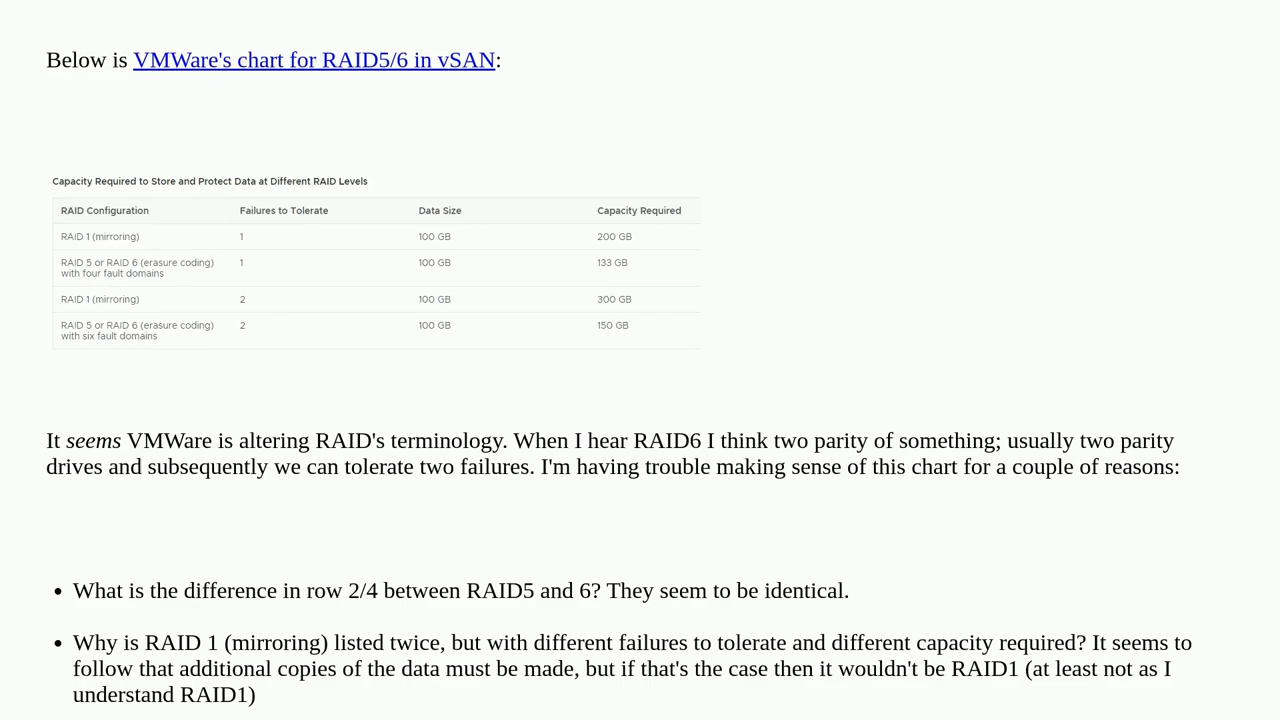 Below is VMWare's chart for RAID5/6 in vSAN:
Capacity Required to Store and Protect Data at Different RAID Levels
RAID Configuration Failures to Tolerate Data Size Capacity Required
RAID 1 (mirroring) 1 100 GB 200 GB
RAID 5 or RAID 6 (erasure coding) 1 100 GB 133 GB
with four fault domains
RAID 1 (mirroring) 2 100 GB 300 GB
RAID 5 or RAID 6 (erasure coding) 2 100 GB 150 GB
with six fault domains
It seems VMWare is altering RAID's terminology. When I hear RAID6 I think two parity of something; usually two parity
drives and subsequently we can tolerate two failures. I'm having trouble making sense of this chart for a couple of reasons:
• What is the difference in row 2/4 between RAID5 and 6? They seem to be identical.
• Why is RAID 1 (mirroring) listed twice, but with different failures to tolerate and different capacity required? It seems to
follow that additional copies of the data must be made, but if that's the case then it wouldn't be RAID1 (at least not as I
understand RAID1)